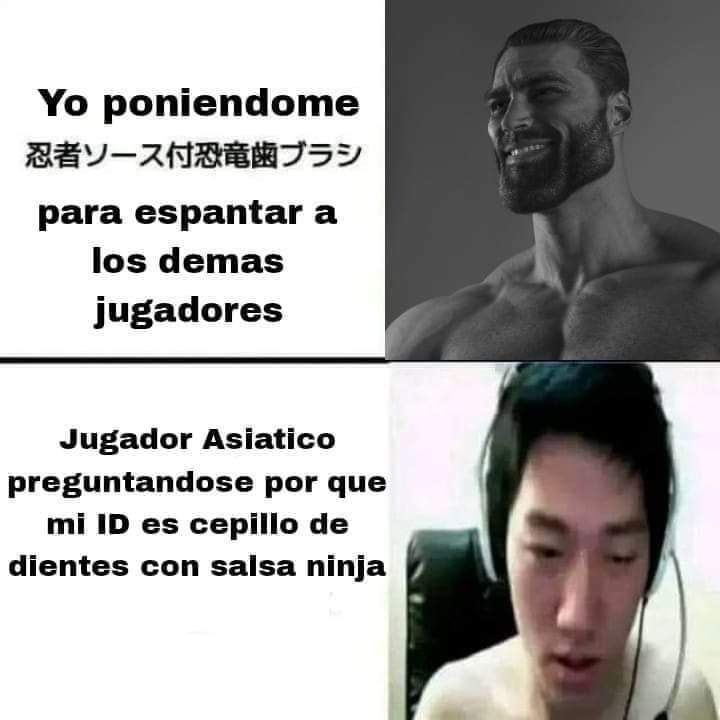 Yo poniendome
忍者ソース付恐竜歯ブラシ
para espantar a
los demas
jugadores
Jugador Asiatico
preguntandose por que
mi ID es cepillo de
dientes con salsa ninja